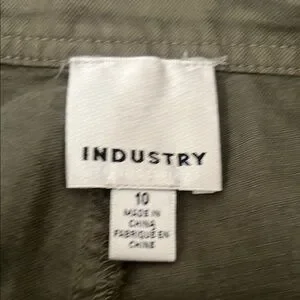 INDUSTRY
10
MADE IN
CHINA
FABRIQUÉ EN
CHINE